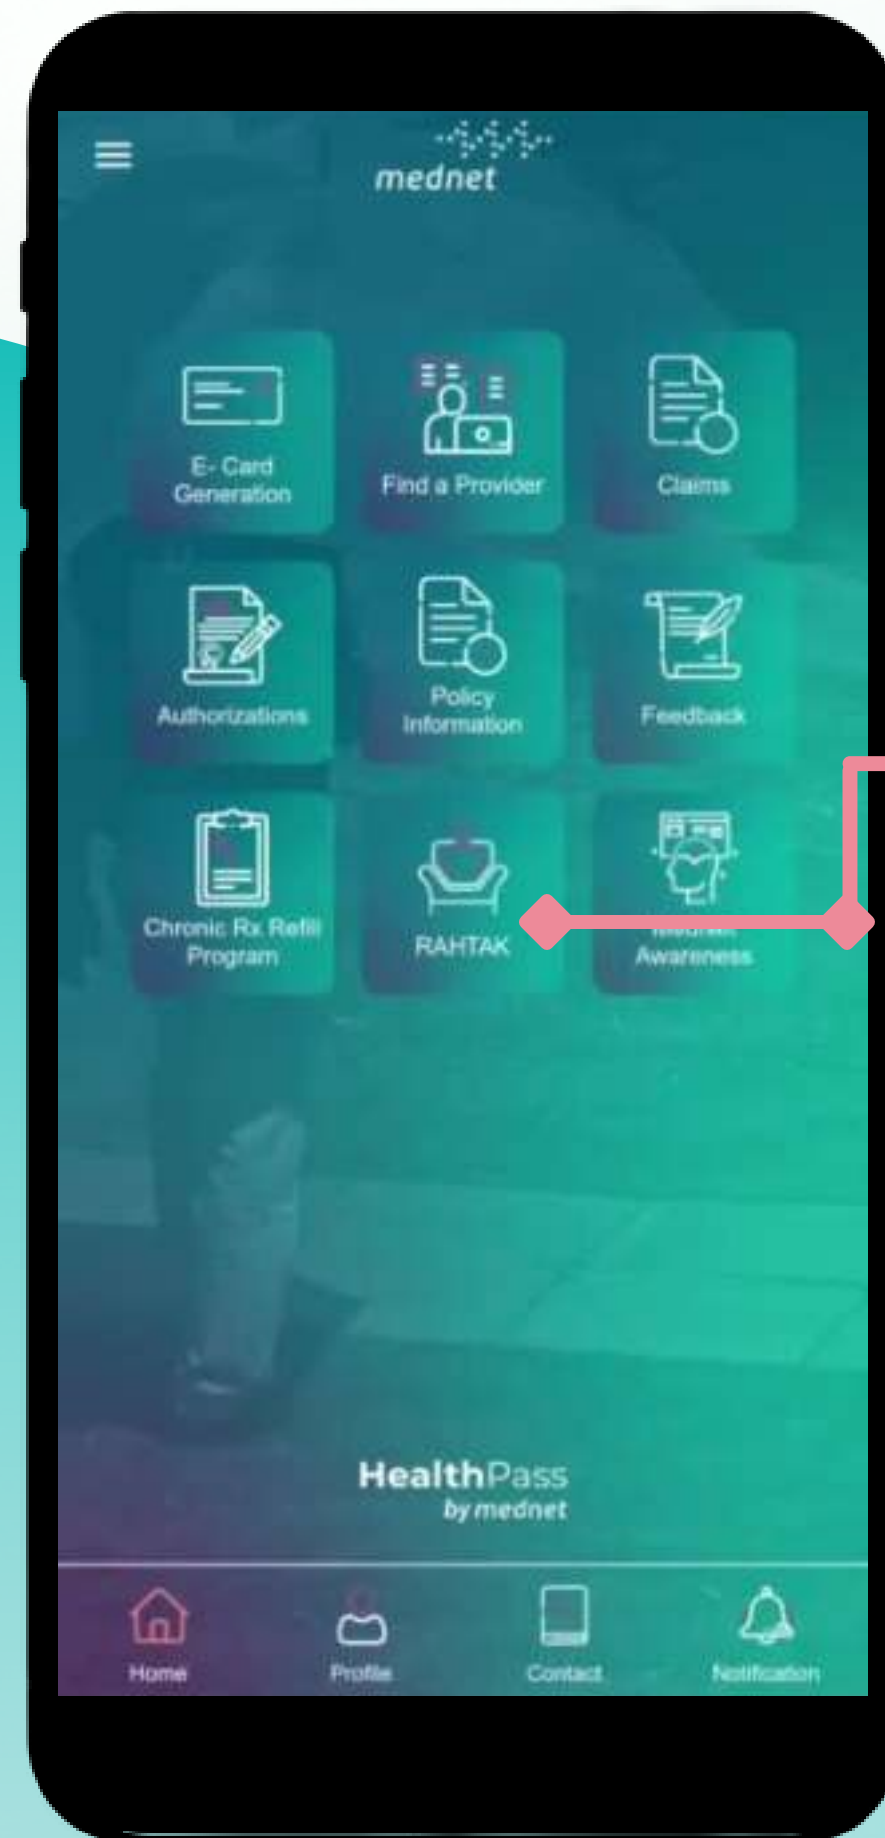 mednet
E- Card
Generation
Find a Provider
Claims
Authorizations
Policy
Information
Feedback
Chronic Rx Refill
Program
RAHTAK
Awareness
HealthPass
by mednet
Home
Profile
Contact
Notification